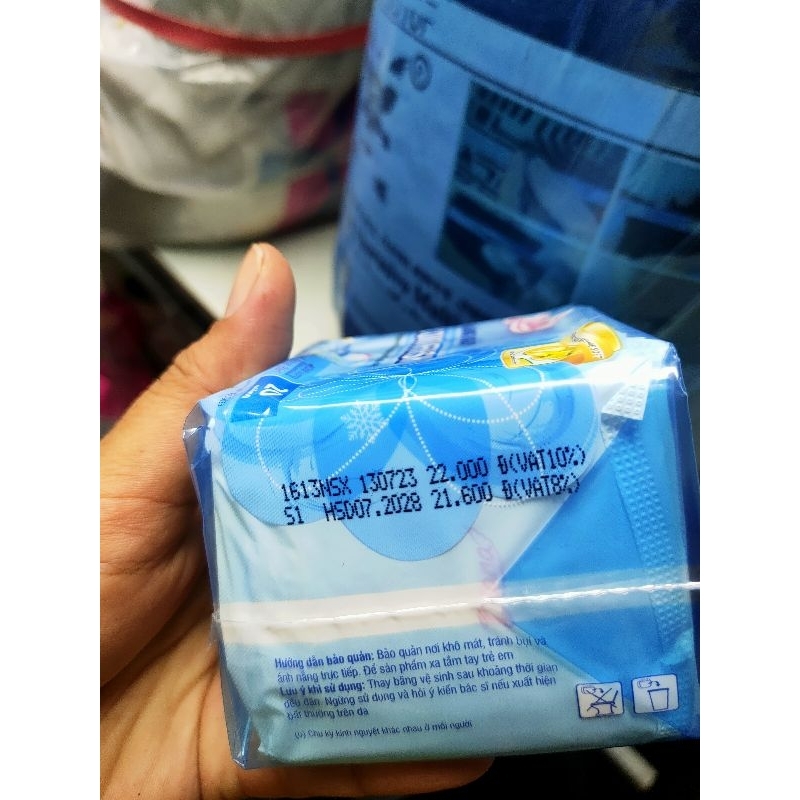 20
1613NSX 130723 22.000 Đ(VAT10%)
S1 HSD07.2028 21.600 Đ(VAT8%)
Hướng dẫn bảo quản: Bảo quản nơi khô mát, tránh bụi và
ánh nắng trực tiếp. Để sản phẩm xa tầm tay trẻ em
Lưu ý khi sử dụng: Thay băng vệ sinh sau khoảng thời gian
đều đặn. Ngừng sử dụng và hỏi ý kiến bác sĩ nếu xuất hiện
bất thường trên da
(*) Chu kỳ kinh nguyệt khác nhau ở mỗi người